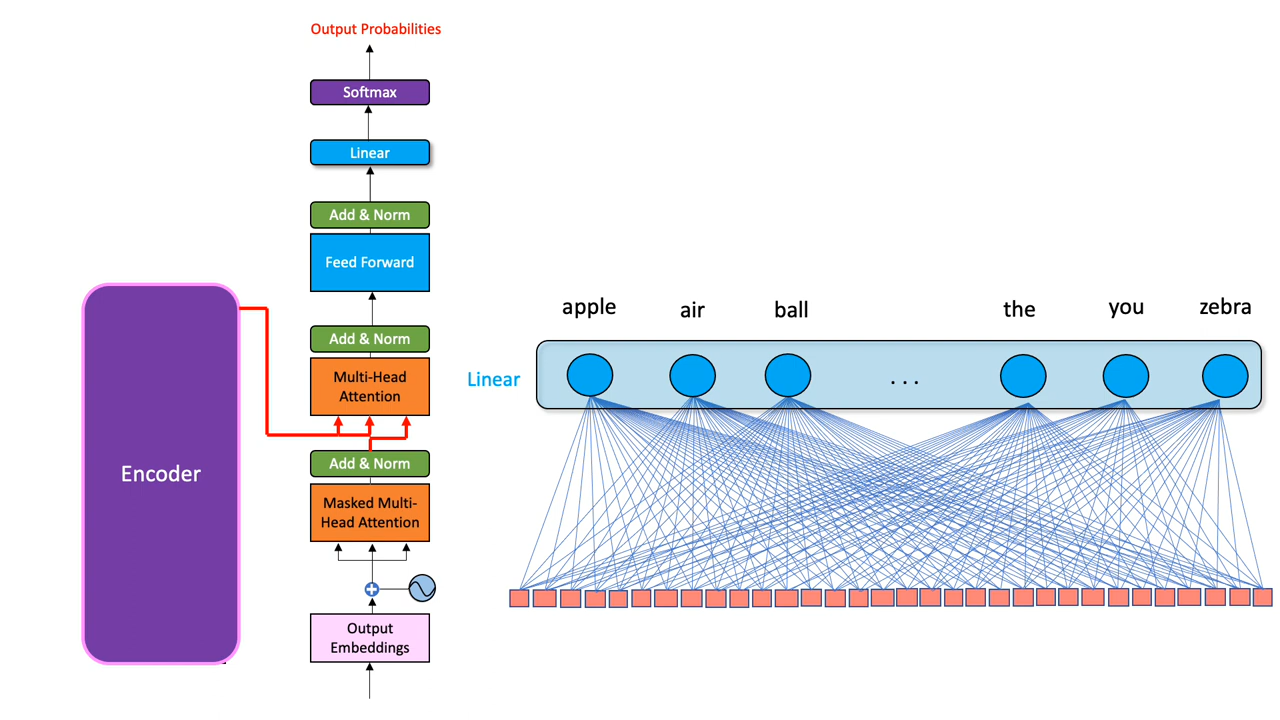 Output Probabilities
Softmax
Linear
Add & Norm
Feed Forward
Add & Norm
Multi-Head
Attention
Add & Norm
Masked Multi-
Head Attention
Output
Embeddings
Encoder
apple air ball the you zebra
Linear
. . .